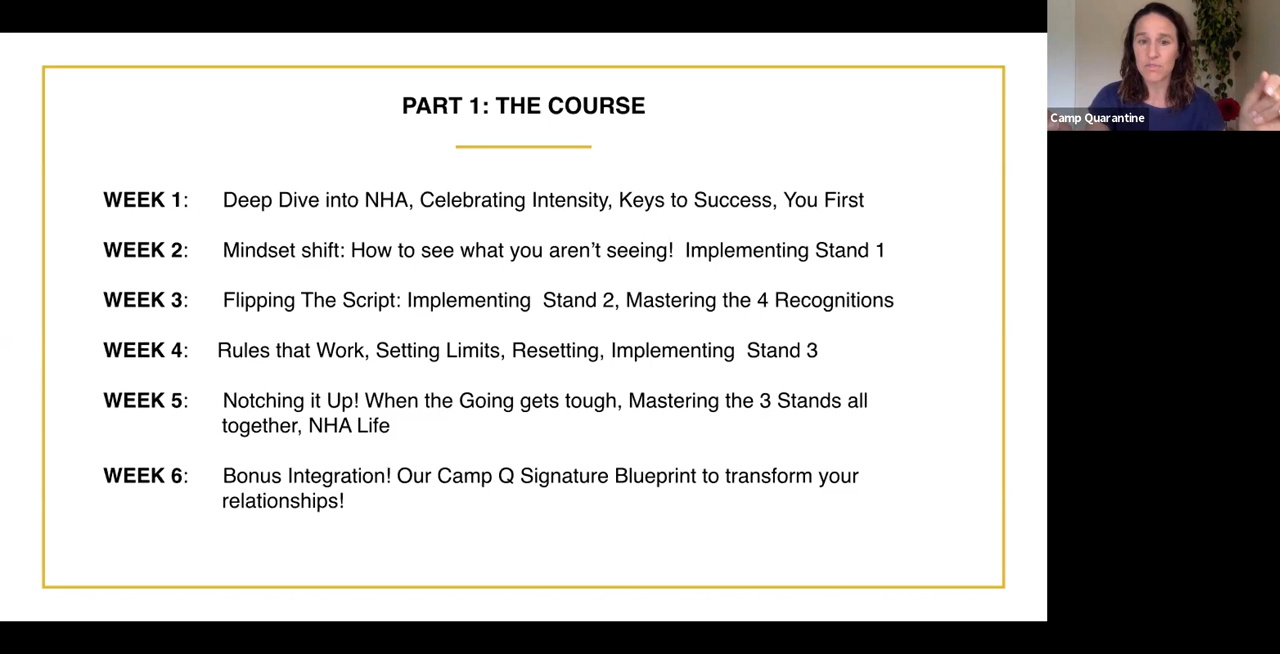 PART 1: THE COURSE
WEEK 1: Deep Dive into NHA, Celebrating Intensity, Keys to Success, You First
WEEK 2: Mindset shift: How to see what you aren’t seeing!  Implementing Stand 1
WEEK 3: Flipping The Script: Implementing  Stand 2, Mastering the 4 Recognitions
WEEK 4: Rules that Work, Setting Limits, Resetting, Implementing  Stand 3
WEEK 5: Notching it Up! When the Going gets tough, Mastering the 3 Stands all
together, NHA Life
WEEK 6: Bonus Integration! Our Camp Q Signature Blueprint to transform your
relationships!
Camp Quarantine